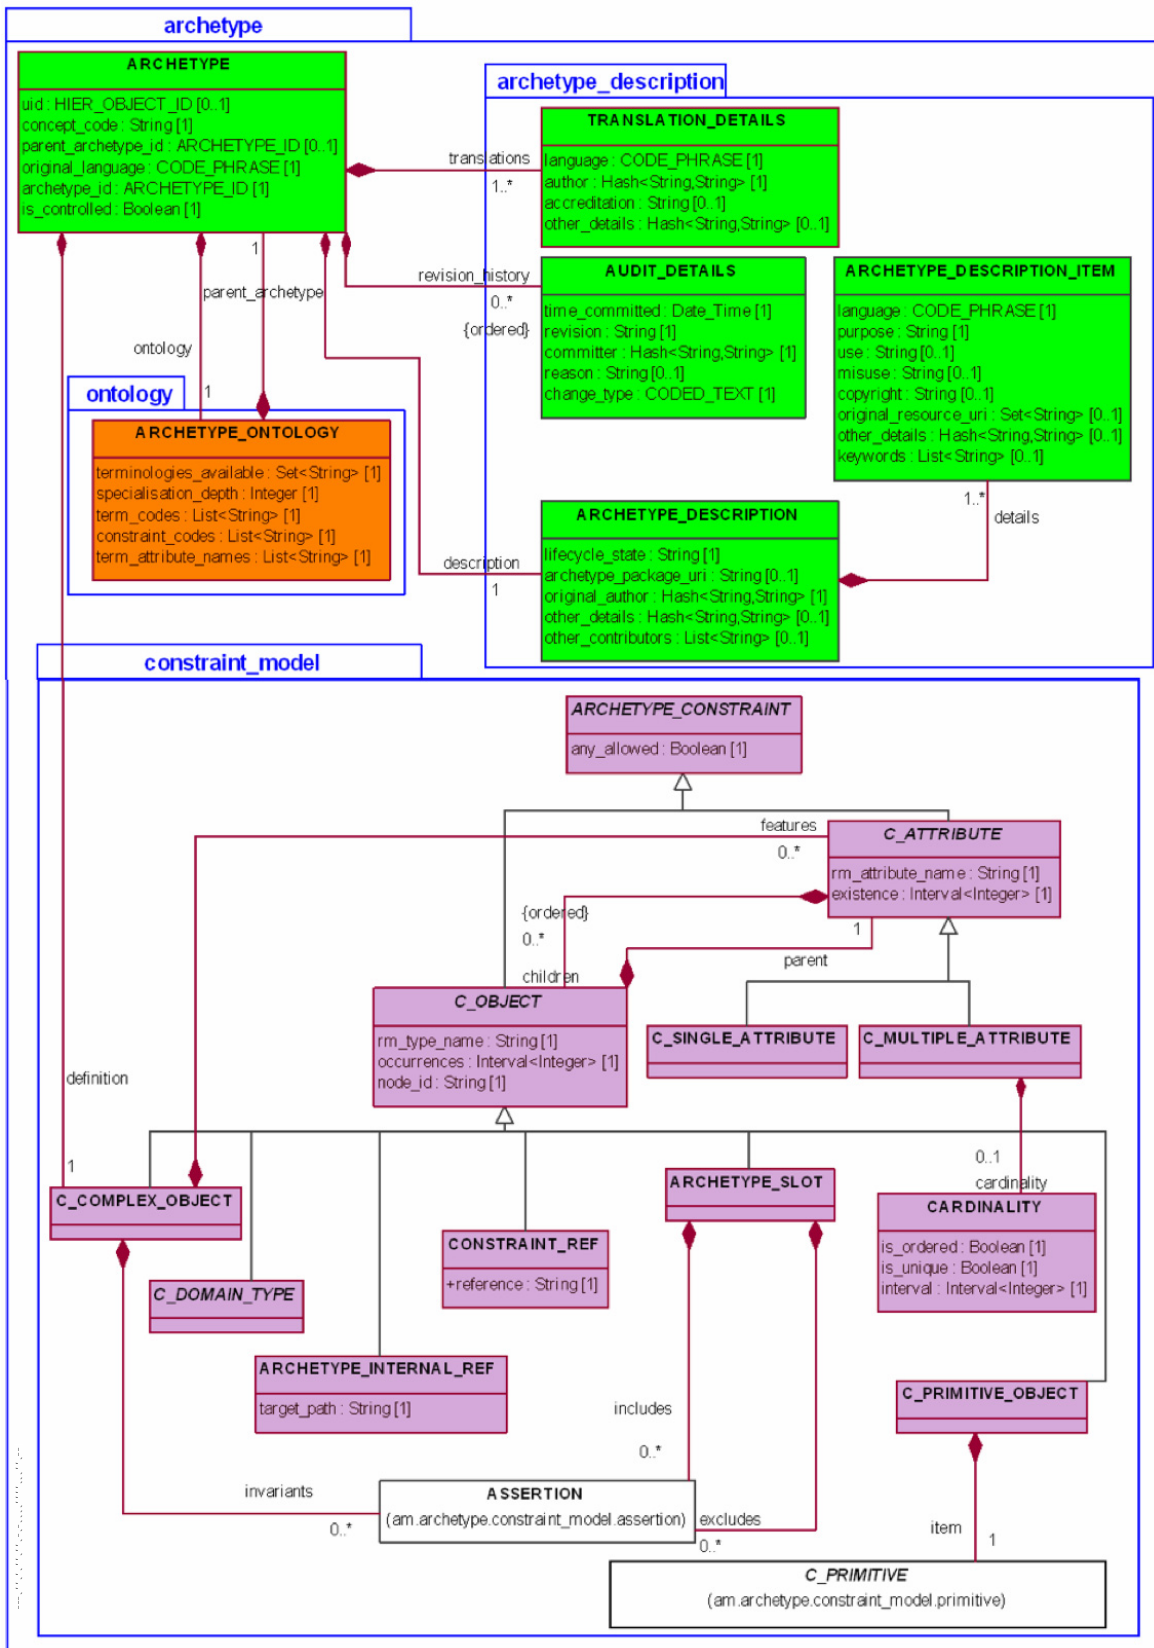 archetype
ARCHETYPE
uid : HIER_OBJECT_ID [0..1]
concept_code : String [1]
parent_archetype_id : ARCHETYPE_ID [0..1]
original_language : CODE_PHRASE [1]
archetype_id : ARCHETYPE_ID [1]
is_controlled : Boolean [1]
archetype_description
TRANSLATION_DETAILS
language : CODE_PHRASE [1]
author : Hash<String,String> [1]
accreditation : String [0..1]
other_details : Hash<String,String> [0..1]
translations
1..*
1
parent_archetype
revision_history
0..*
{ordered}
AUDIT_DETAILS
time_committed : Date_Time [1]
revision : String [1]
committer : Hash<String,String> [1]
reason : String [0..1]
change_type : CODED_TEXT [1]
ARCHETYPE_DESCRIPTION_ITEM
language : CODE_PHRASE [1]
purpose : String [1]
use : String [0..1]
misuse : String [0..1]
copyright : String [0..1]
original_resource_uri : Set<String> [0..1]
other_details : Hash<String,String> [0..1]
keywords : List<String> [0..1]
ontology
1
ontology
ARCHETYPE_ONTOLOGY
terminologies_available : Set<String> [1]
specialisation_depth : Integer [1]
term_codes : List<String> [1]
constraint_codes : List<String> [1]
term_attribute_names : List<String> [1]
1..*
details
description
1
ARCHETYPE_DESCRIPTION
lifecycle_state : String [1]
archetype_package_uri : String [0..1]
original_author : Hash<String,String> [1]
other_details : Hash<String,String> [0..1]
other_contributors : List<String> [0..1]
constraint_model
ARCHETYPE_CONSTRAINT
any_allowed : Boolean [1]
features
0..*
C_ATTRIBUTE
rm_attribute_name : String [1]
existence : Interval<Integer> [1]
{ordered}
0..*
children
1
parent
C_OBJECT
rm_type_name : String [1]
occurrences : Interval<Integer> [1]
node_id : String [1]
C_SINGLE_ATTRIBUTE
C_MULTIPLE_ATTRIBUTE
definition
1
0..1
cardinality
C_COMPLEX_OBJECT
ARCHETYPE_SLOT
CARDINALITY
is_ordered : Boolean [1]
is_unique : Boolean [1]
interval : Interval<Integer> [1]
CONSTRAINT_REF
+reference : String [1]
C_DOMAIN_TYPE
ARCHETYPE_INTERNAL_REF
target_path : String [1]
C_PRIMITIVE_OBJECT
includes
0..*
invariants
0..*
ASSERTION
(am.archetype.constraint_model.assertion)
excludes
0..*
item
1
C_PRIMITIVE
(am.archetype.constraint_model.primitive)